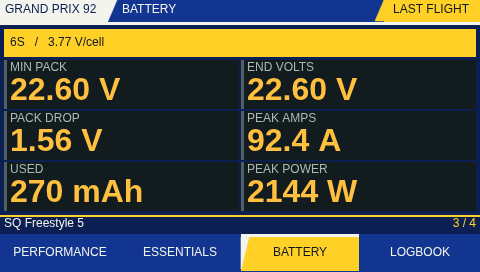 GRAND PRIX 92 BATTERY LAST FLIGHT
6S / 3.77 V/cell
MIN PACK END VOLTS
22.60 V 22.60 V
PACK DROP PEAK AMPS
1.56 V 92.4 A
USED PEAK POWER
270 mAh 2144 W
SQ Freestyle 5 3 / 4
PERFORMANCE ESSENTIALS BATTERY LOGBOOK